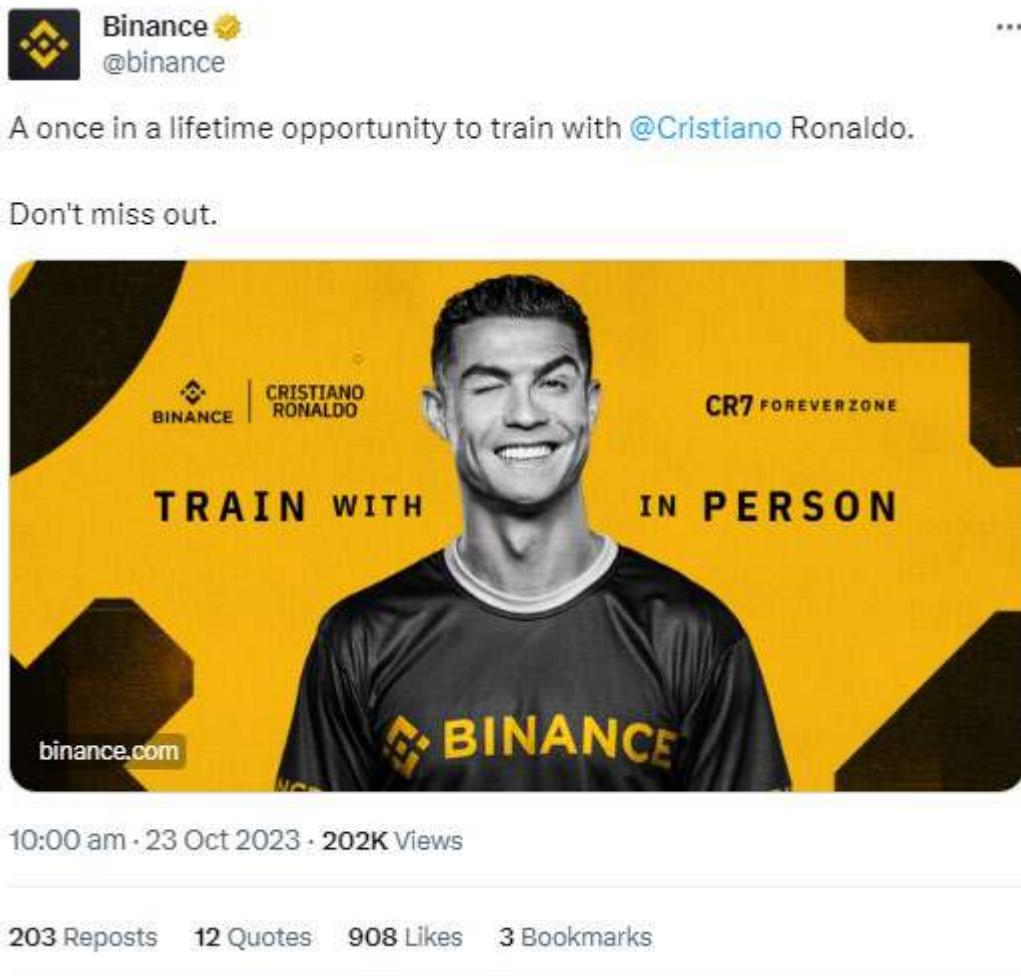 Binance
@binance
A once in a lifetime opportunity to train with @Cristiano Ronaldo.
Don't miss out.
BINANCE
CRISTIANO
RONALDO
CR7 FOREVERZONE
TRAIN WITH
IN PERSON
BINANCE
binance.com
10:00 am · 23 Oct 2023 · 202K Views
203 Reposts 12 Quotes 908 Likes 3 Bookmarks